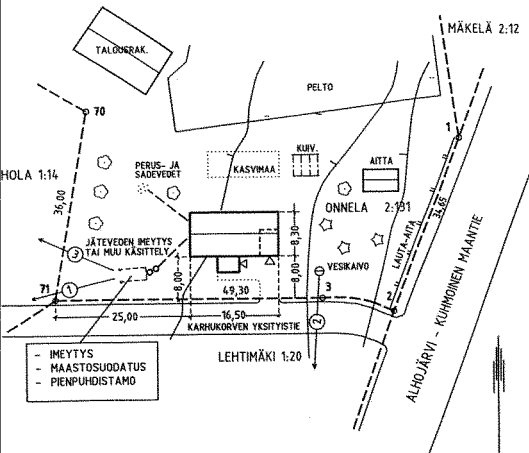 MÄKELÄ 2:12
TALOUSRAK.
PELTO
70
1
HOLA 1:14
PERUS- JA
SADEVEDET
KASVIMAA
KUIV.
AITTA
ONNELA 2:131
36,00
LAUTA-AITA
34,65
8,30
JÄTEVEDEN IMEYTYS
TAI MUU KÄSITTELY
3
VESIKAIVO
8,00
8,00
1
71
49,30
3
2
25,00
16,50
2
KARHUKORVEN YKSITYISTIE
LEHTIMÄKI 1:20
ALHOJÄRVI - KUHMOINEN MAANTIE
- IMEYTYS
- MAASTOSUODATUS
- PIENPUHDISTAMO